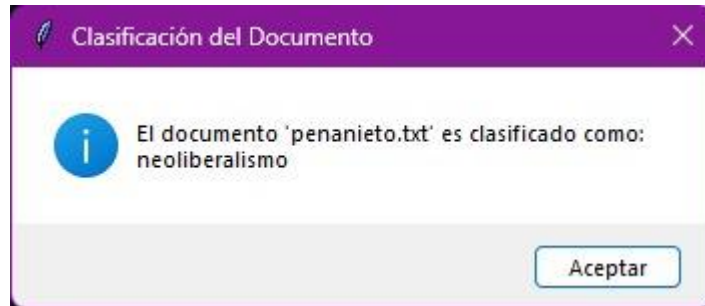 Clasificación del Documento
El documento 'penanieto.txt' es clasificado como:
neoliberalismo
Aceptar